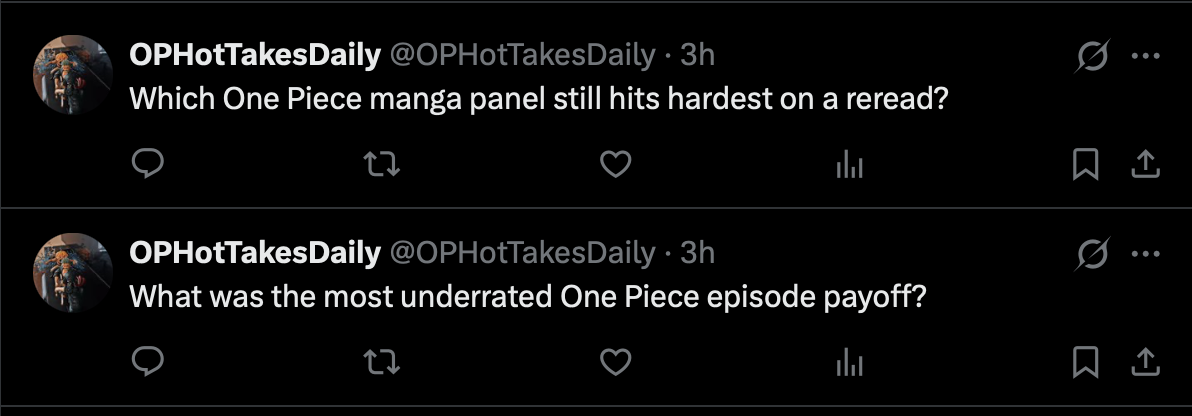 OPHotTakesDaily @OPHotTakesDaily · 3h
Which One Piece manga panel still hits hardest on a reread?
OPHotTakesDaily @OPHotTakesDaily · 3h
What was the most underrated One Piece episode payoff?